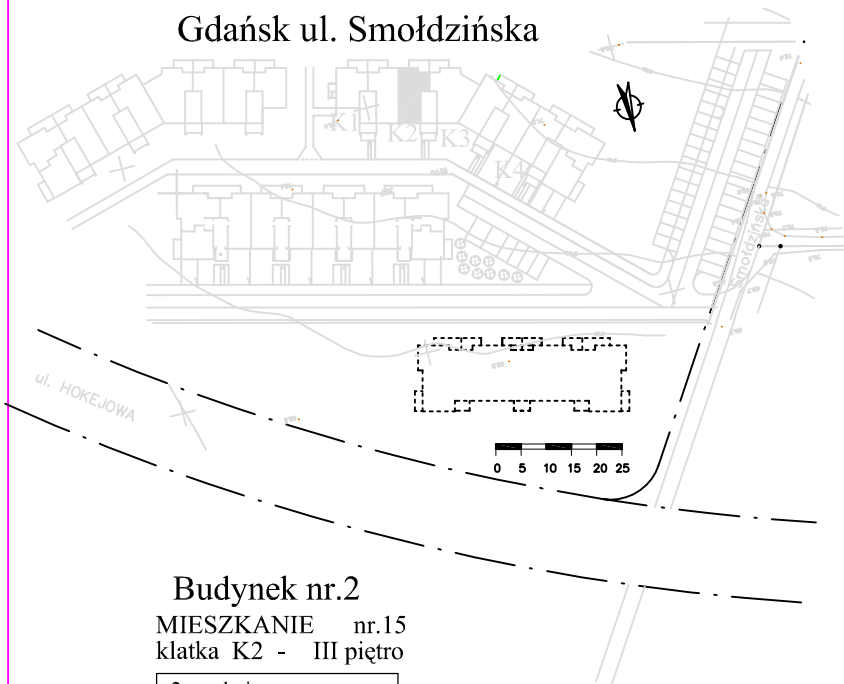 Gdańsk ul. Smołdzińska
K1
K2
K3
K4
Smołdzińska
ul. HOKEJOWA
0 5 10 15 20 25
Budynek nr.2
MIESZKANIE nr.15
klatka K2 - III piętro